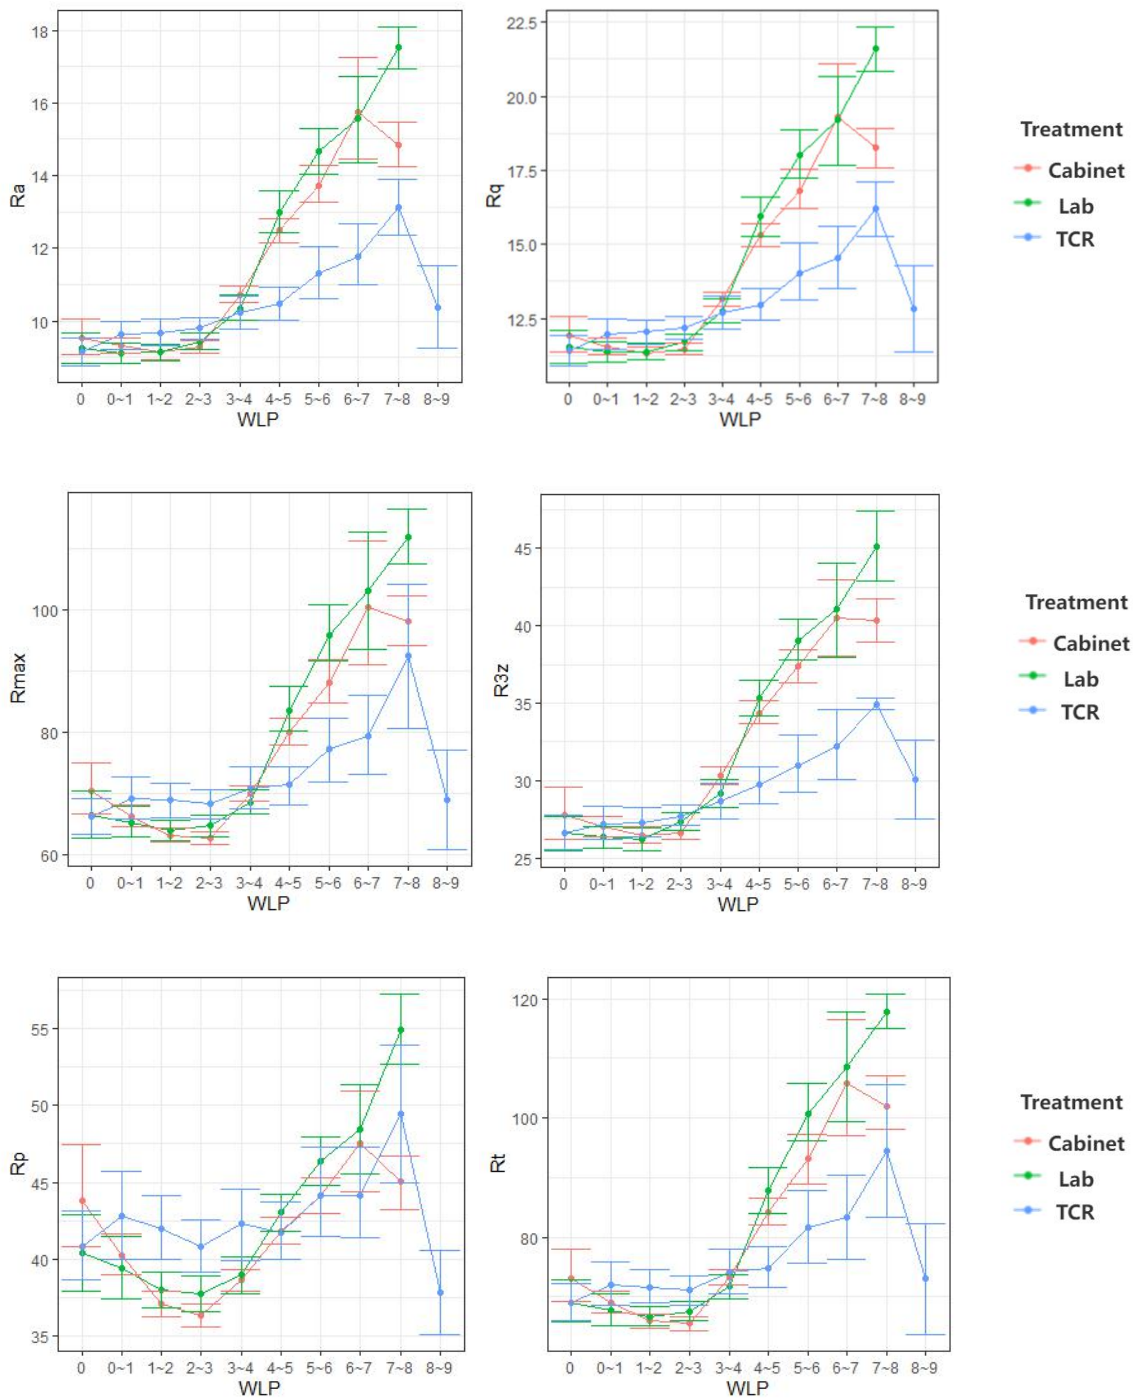 18
16
14
12
10
Ra
0 0~1 1~2 2~3 3~4 4~5 5~6 6~7 7~8 8~9
WLP
22.5
20.0
17.5
15.0
12.5
Rq
0 0~1 1~2 2~3 3~4 4~5 5~6 6~7 7~8 8~9
WLP
Treatment
Cabinet
Lab
TCR
100
80
60
Rmax
0 0~1 1~2 2~3 3~4 4~5 5~6 6~7 7~8 8~9
WLP
45
40
35
30
25
R3z
0 0~1 1~2 2~3 3~4 4~5 5~6 6~7 7~8 8~9
WLP
Treatment
Cabinet
Lab
TCR
55
50
45
40
35
Rp
0 0~1 1~2 2~3 3~4 4~5 5~6 6~7 7~8 8~9
WLP
120
100
80
Rt
0 0~1 1~2 2~3 3~4 4~5 5~6 6~7 7~8 8~9
WLP
Treatment
Cabinet
Lab
TCR